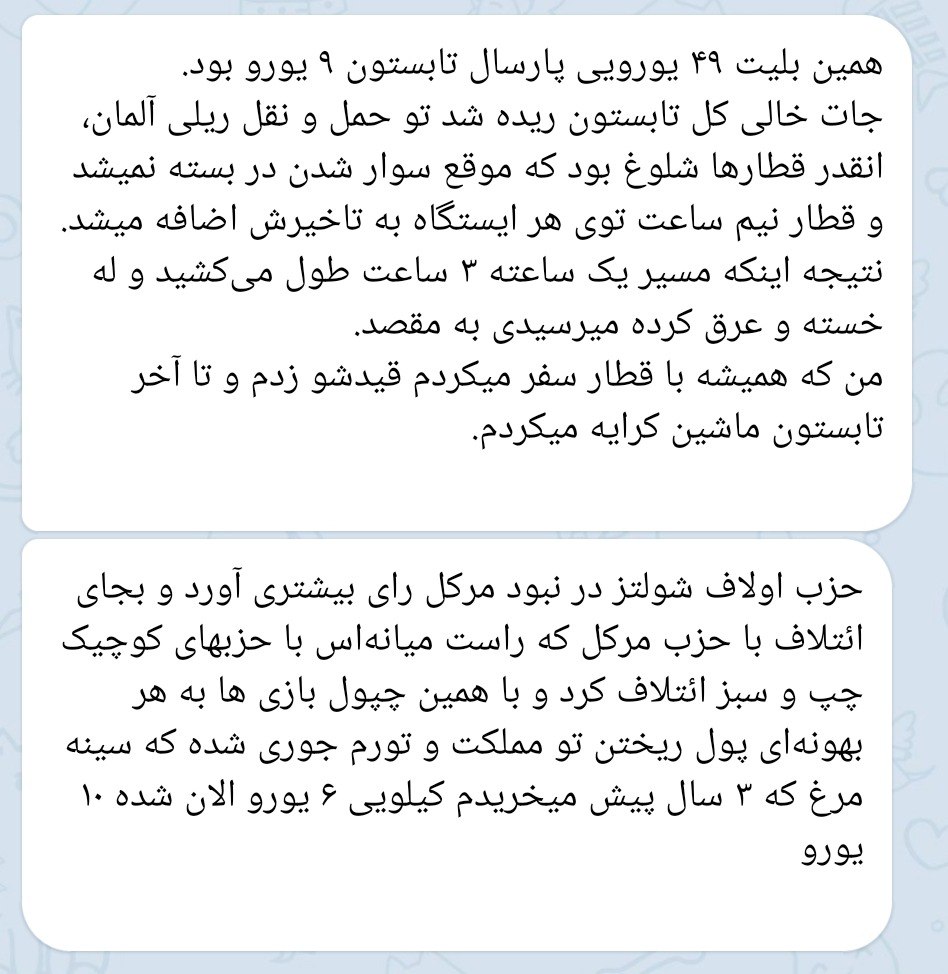 همین بلیت ۴۹ یورویی پارسال تابستون ۹ یورو بود.
جات خالی کل تابستون ریده شد تو حمل و نقل ریلی آلمان،
انقدر قطارها شلوغ بود که موقع سوار شدن در بسته نمیشد
و قطار نیم ساعت توی هر ایستگاه به تاخیرش اضافه میشد.
نتیجه اینکه مسیر یک ساعته ۳ ساعت طول می‌کشید و له
خسته و عرق کرده میرسیدی به مقصد.
من که همیشه با قطار سفر میکردم قیدشو زدم و تا آخر
تابستون ماشین کرایه میکردم.
حزب اولاف شولتز در نبود مرکل رای بیشتری آورد و بجای
ائتلاف با حزب مرکل که راست میانه‌اس با حزبهای کوچیک
چپ و سبز ائتلاف کرد و با همین چپول بازی ها به هر
بهونه‌ای پول ریختن تو مملکت و تورم جوری شده که سینه
مرغ که ۳ سال پیش میخریدم کیلویی ۶ یورو الان شده ۱۰
یورو